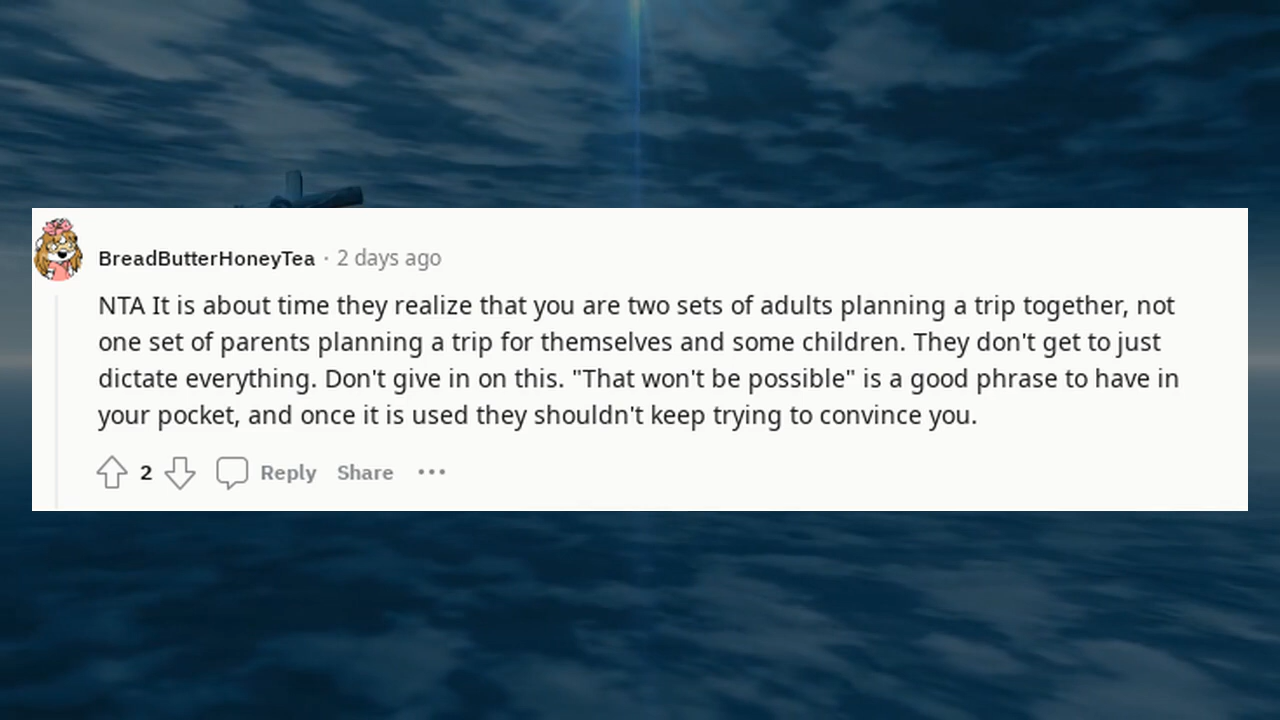 BreadButterHoneyTea · 2 days ago
NTA It is about time they realize that you are two sets of adults planning a trip together, not
one set of parents planning a trip for themselves and some children. They don't get to just
dictate everything. Don't give in on this. "That won't be possible" is a good phrase to have in
your pocket, and once it is used they shouldn't keep trying to convince you.
2 Reply Share ···